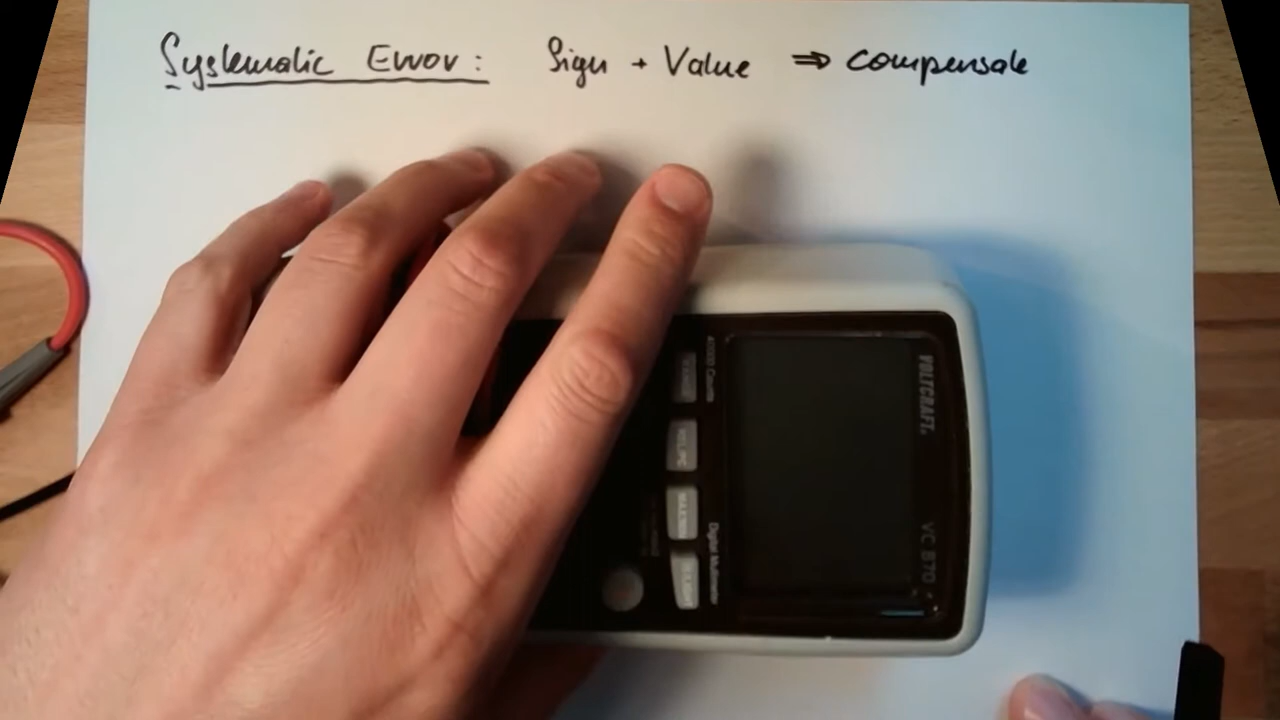 Systematic Error: Sign + Value ⇒ compensate
VOLTCRAFT.
VC 870
Digital Multimeter